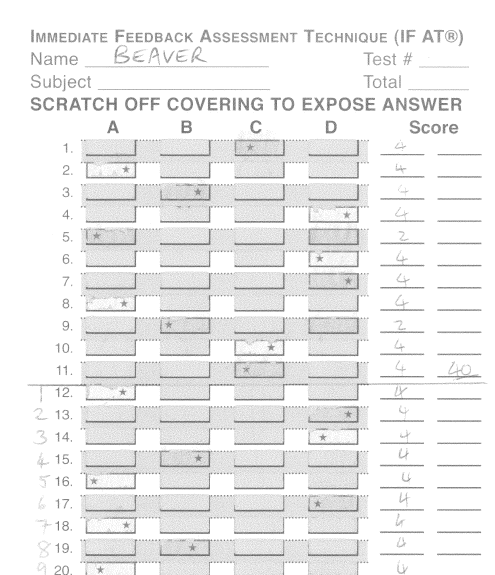 IMMEDIATE FEEDBACK ASSESSMENT TECHNIQUE (IF AT®)
Name BEAVER Test #
Subject Total
SCRATCH OFF COVERING TO EXPOSE ANSWER
A B C D Score
1. ★ 4
2. ★ 4
3. ★ 4
4. ★ 4
5. ★ 2
6. ★ 4
7. ★ 4
8. ★ 4
9. ★ 2
10. ★ 4
11. ★ 4 40
1 12. ★ 4
2 13. ★ 4
3 14. ★ 4
4 15. ★ 4
5 16. ★ 4
6 17. ★ 4
7 18. ★ 4
8 19. ★ 4
9 20. ★ 4